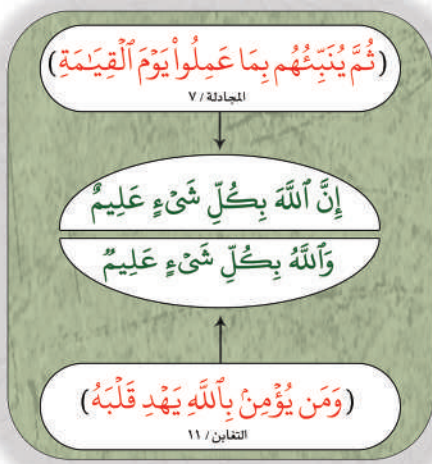 (ثُمَّ يُنَبِّئُهُم بِمَا عَمِلُوا۟ يَوْمَ ٱلْقِيَـٰمَةِ)
المجادلة / ٧
إِنَّ ٱللَّهَ بِكُلِّ شَىْءٍ عَلِيمٌ
وَٱللَّهُ بِكُلِّ شَىْءٍ عَلِيمٌ
(وَمَن يُؤْمِنۢ بِٱللَّهِ يَهْدِ قَلْبَهُ)
التغابن / ١١